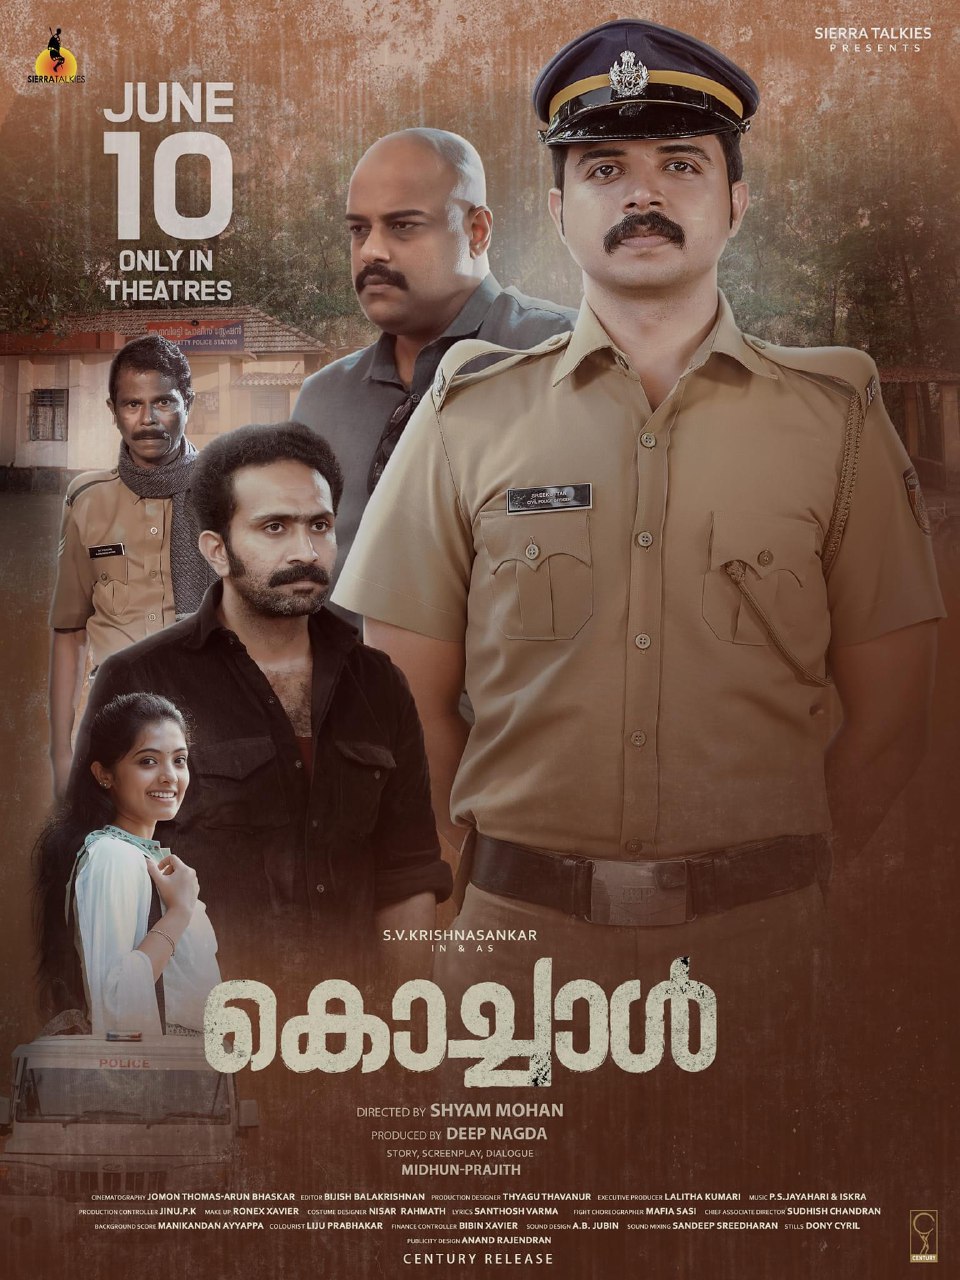 SIERRATALKIES
SIERRA TALKIES
PRESENTS
JUNE
10
ONLY IN
THEATRES
പോലീസ് സ്റ്റേഷൻ
POLICE STATION
CIVIL POLICE OFFICER
S.V.KRISHNASANKAR
IN & AS
കൊച്ചാൾ
POLICE
DIRECTED BY SHYAM MOHAN
PRODUCED BY DEEP NAGDA
STORY, SCREENPLAY, DIALOGUE
MIDHUN-PRAJITH
CINEMATOGRAPHY JOMON THOMAS-ARUN BHASKAR EDITOR BIJISH BALAKRISHNAN PRODUCTION DESIGNER THYAGU THAVANUR EXECUTIVE PRODUCER LALITHA KUMARI MUSIC P.S.JAYAHARI & ISKRA
PRODUCTION CONTROLLER JINU.P.K MAKE UP RONEX XAVIER COSTUME DESIGNER NISAR RAHMATH LYRICS SANTHOSH VARMA FIGHT CHOREOGRAPHER MAFIA SASI CHIEF ASSOCIATE DIRECTOR SUDHISH CHANDRAN
BACKGROUND SCORE MANIKANDAN AYYAPPA COLOURIST LIJU PRABHAKAR FINANCE CONTROLLER BIBIN XAVIER SOUND DESIGN A.B. JUBIN SOUND MIXING SANDEEP SREEDHARAN STILLS DONY CYRIL
PUBLICITY DESIGN ANAND RAJENDRAN
CENTURY RELEASE
CENTURY